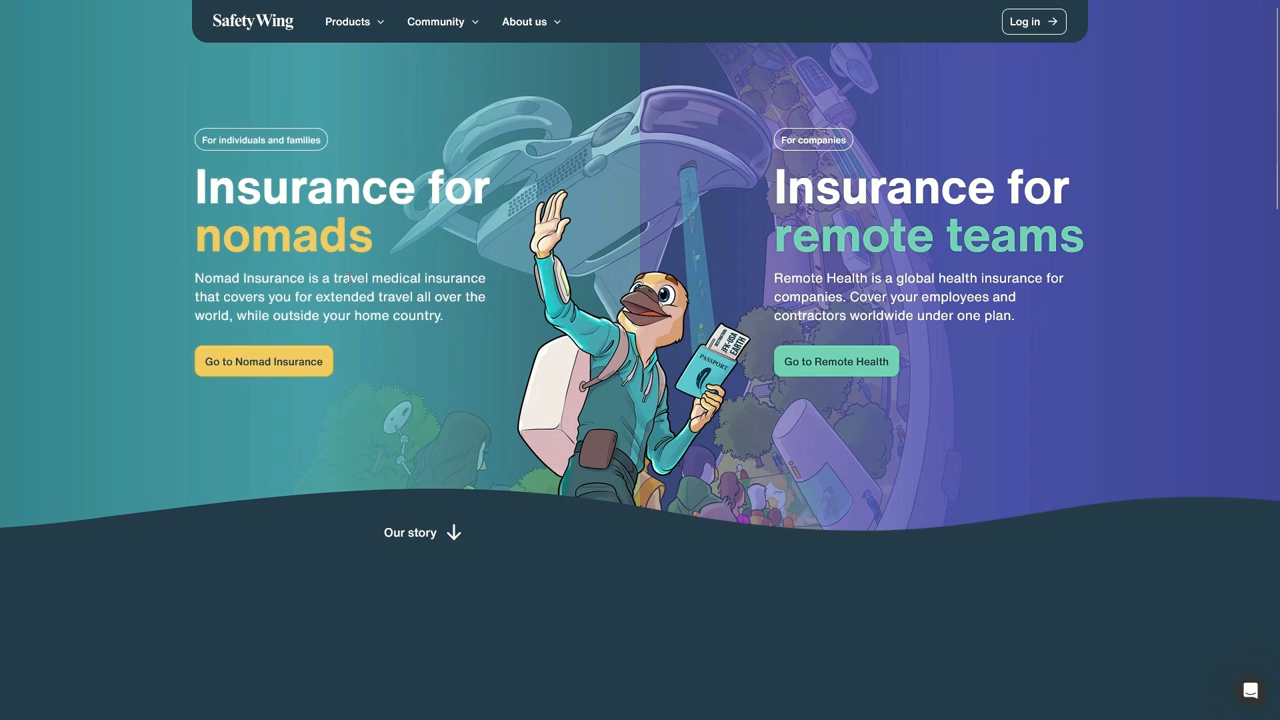 SafetyWing
Products
Community
About us
Log in
For individuals and families
Insurance for
nomads
Nomad Insurance is a travel medical insurance
that covers you for extended travel all over the
world, while outside your home country.
Go to Nomad Insurance
For companies
Insurance for
remote teams
Remote Health is a global health insurance for
companies. Cover your employees and
contractors worldwide under one plan.
Go to Remote Health
PASSPORT
EARTH
Our story